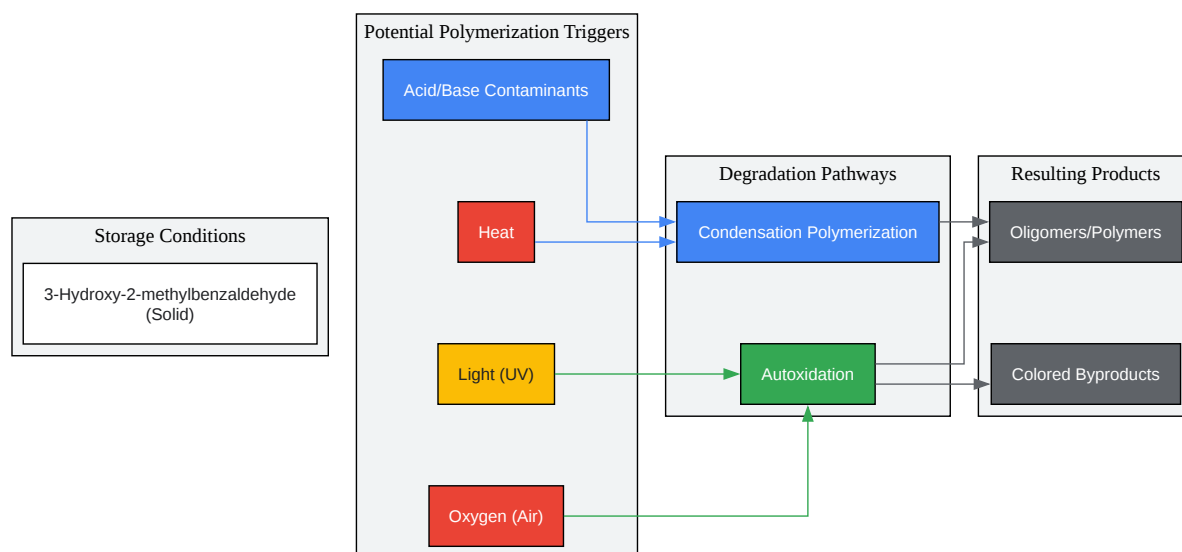 Storage Conditions
3-Hydroxy-2-methylbenzaldehyde
(Solid)
Potential Polymerization Triggers
Acid/Base Contaminants
Heat
Light (UV)
Oxygen (Air)
Degradation Pathways
Condensation Polymerization
Autoxidation
Resulting Products
Oligomers/Polymers
Colored Byproducts